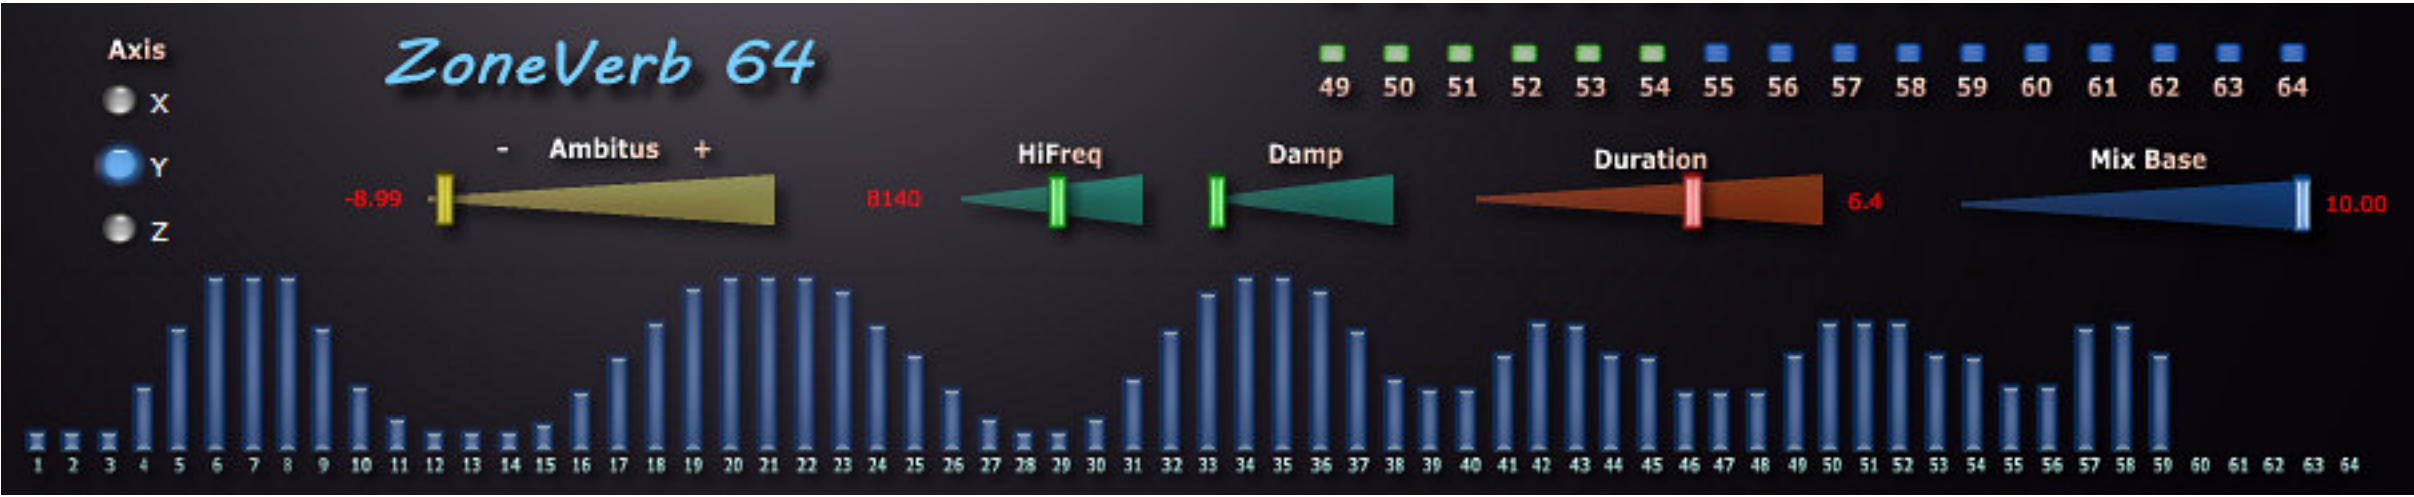 Axis
ZoneVerb 64
49 50 51 52 53 54 55 56 57 58 59 60 61 62 63 64
X
- Ambitus +
HiFreq
Damp
Duration
Mix Base
Y
-8.99
8140
6.4
10.00
Z
1 2 3 4 5 6 7 8 9 10 11 12 13 14 15 16 17 18 19 20 21 22 23 24 25 26 27 28 29 30 31 32 33 34 35 36 37 38 39 40 41 42 43 44 45 46 47 48 49 50 51 52 53 54 55 56 57 58 59 60 61 62 63 64